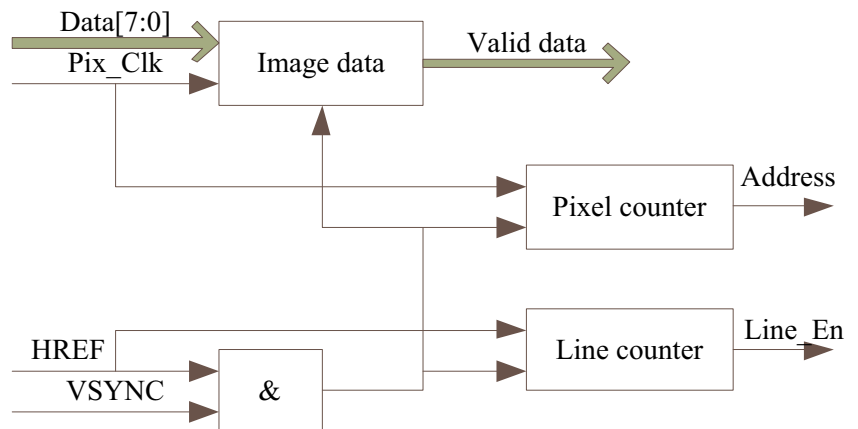 Data[7:0]
Pix_Clk
Image data
Valid data
Pixel counter
Address
HREF
VSYNC
&
Line counter
Line_En